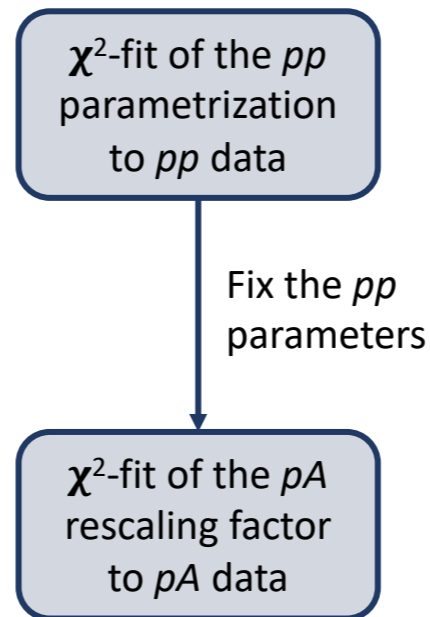 χ²-fit of the pp
parametrization
to pp data
Fix the pp
parameters
χ²-fit of the pA
rescaling factor
to pA data